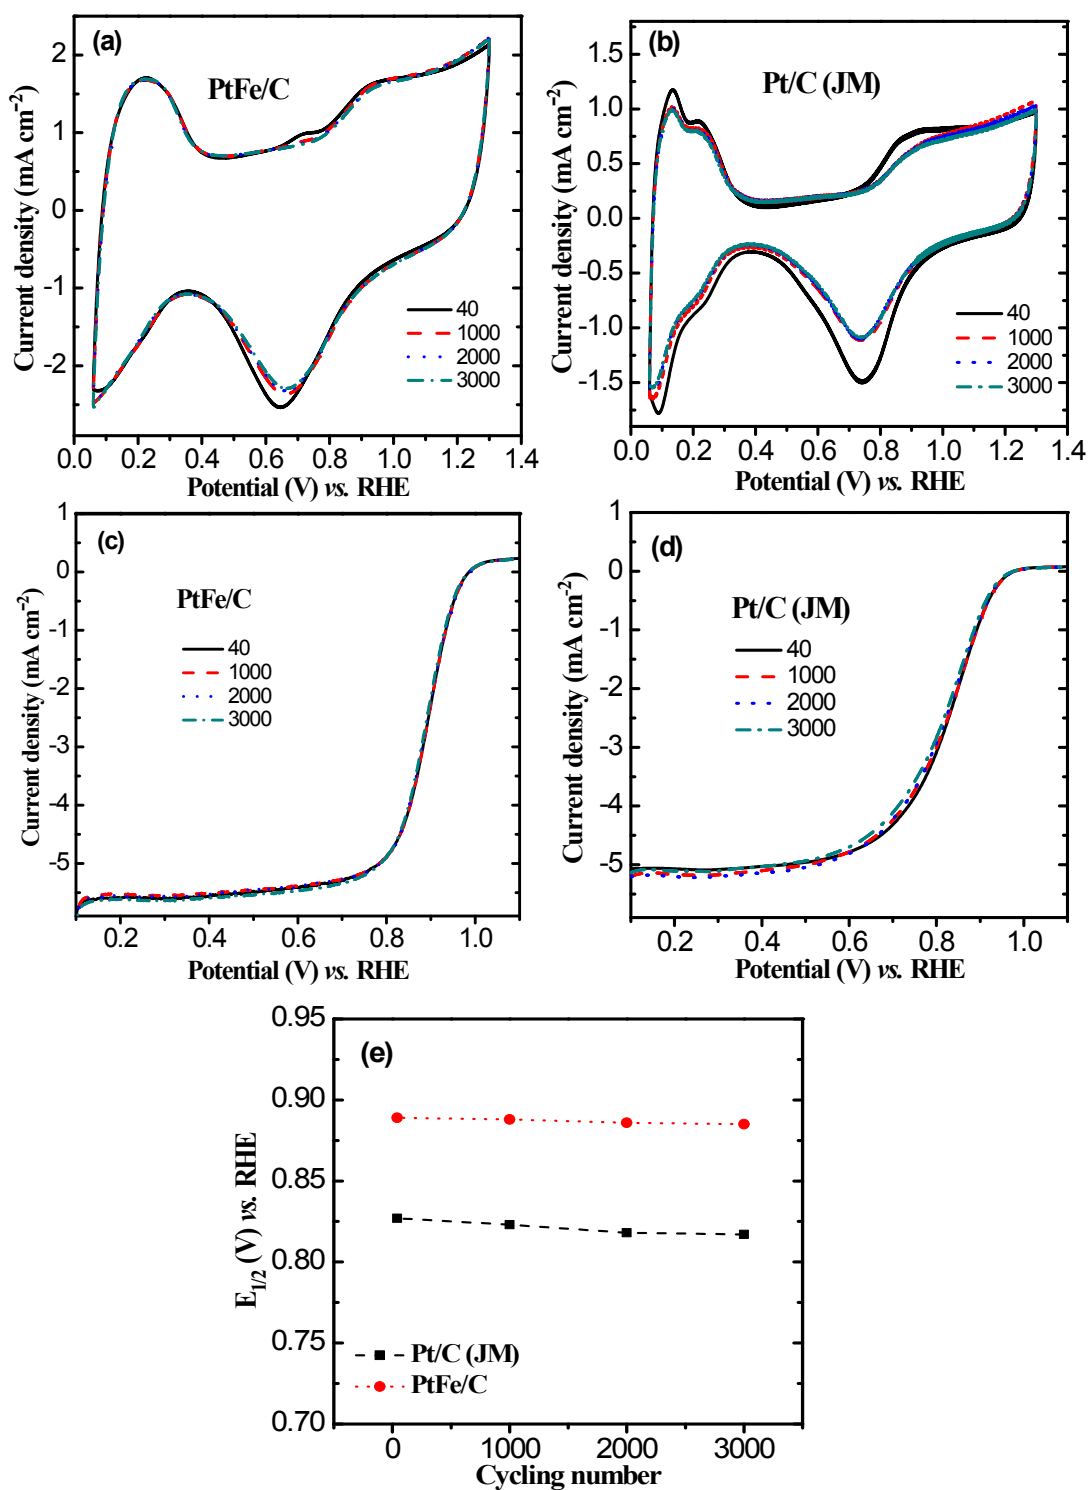 (a)
PtFe/C
Current density (mA cm⁻²)
2
1
0
-1
-2
40
1000
2000
3000
0.0 0.2 0.4 0.6 0.8 1.0 1.2 1.4
Potential (V) vs. RHE
(b)
Pt/C (JM)
Current density (mA cm⁻²)
1.5
1.0
0.5
0.0
-0.5
-1.0
-1.5
40
1000
2000
3000
0.0 0.2 0.4 0.6 0.8 1.0 1.2 1.4
Potential (V) vs. RHE
(c)
PtFe/C
Current density (mA cm⁻²)
1
0
-1
-2
-3
-4
-5
40
1000
2000
3000
0.2 0.4 0.6 0.8 1.0
Potential (V) vs. RHE
(d)
Pt/C (JM)
Current density (mA cm⁻²)
1
0
-1
-2
-3
-4
-5
40
1000
2000
3000
0.2 0.4 0.6 0.8 1.0
Potential (V) vs. RHE
(e)
E₁/₂ (V) vs. RHE
0.95
0.90
0.85
0.80
0.75
0.70
Pt/C (JM)
PtFe/C
0 1000 2000 3000
Cycling number